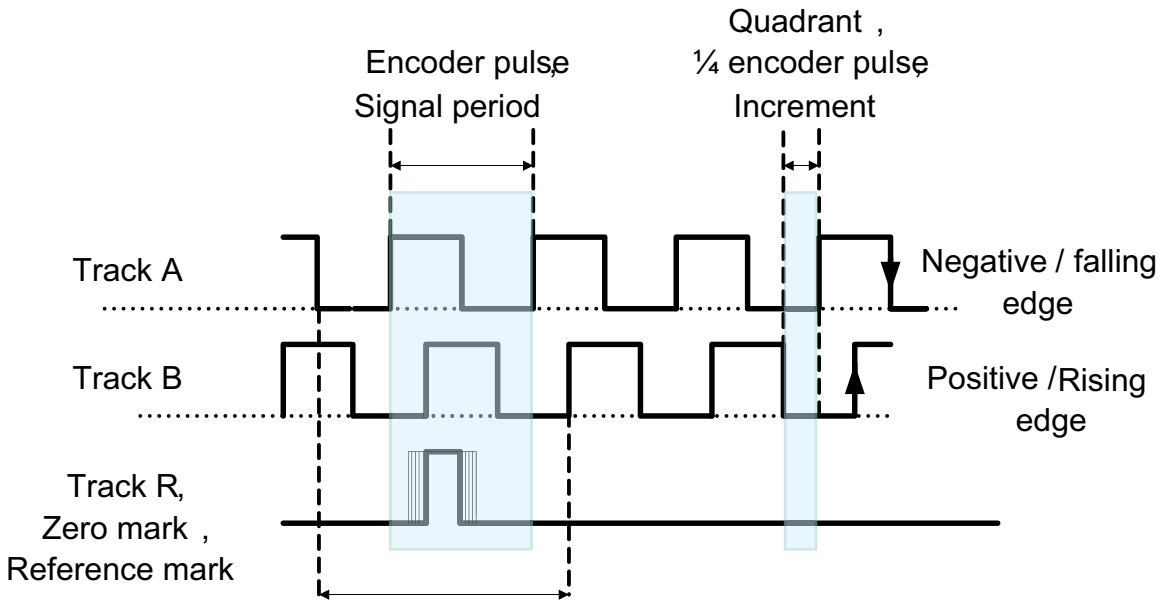 Quadrant ,
¼ encoder pulse,
Increment
Encoder pulse,
Signal period
Track A
Negative / falling
edge
Track B
Positive /Rising
edge
Track R,
Zero mark ,
Reference mark